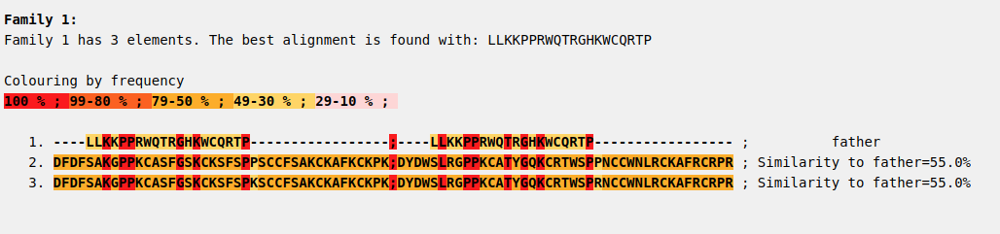 Family 1:
Family 1 has 3 elements. The best alignment is found with: LLKKPPRWQTRGHKWCQRTP
Colouring by frequency
100 % ; 99-80 % ; 79-50 % ; 49-30 % ; 29-10 % ;
1. ----LLKKPPRWQTRGHKWCQRTP-----------------;----LLKKPPRWQTRGHKWCQRTP----------------- ; father
2. DFDFSAKGPPKCASFGSKCKSFSPPSCCFSAKCKAFKCKPK;DYDWSLRGPPKCATYGQKCRTWSPPNCCWNLRCKAFRCRPR ; Similarity to father=55.0%
3. DFDFSAKGPPKCASFGSKCKSFSPKSCCFSAKCKAFKCKPK;DYDWSLRGPPKCATYGQKCRTWSPRNCCWNLRCKAFRCRPR ; Similarity to father=55.0%